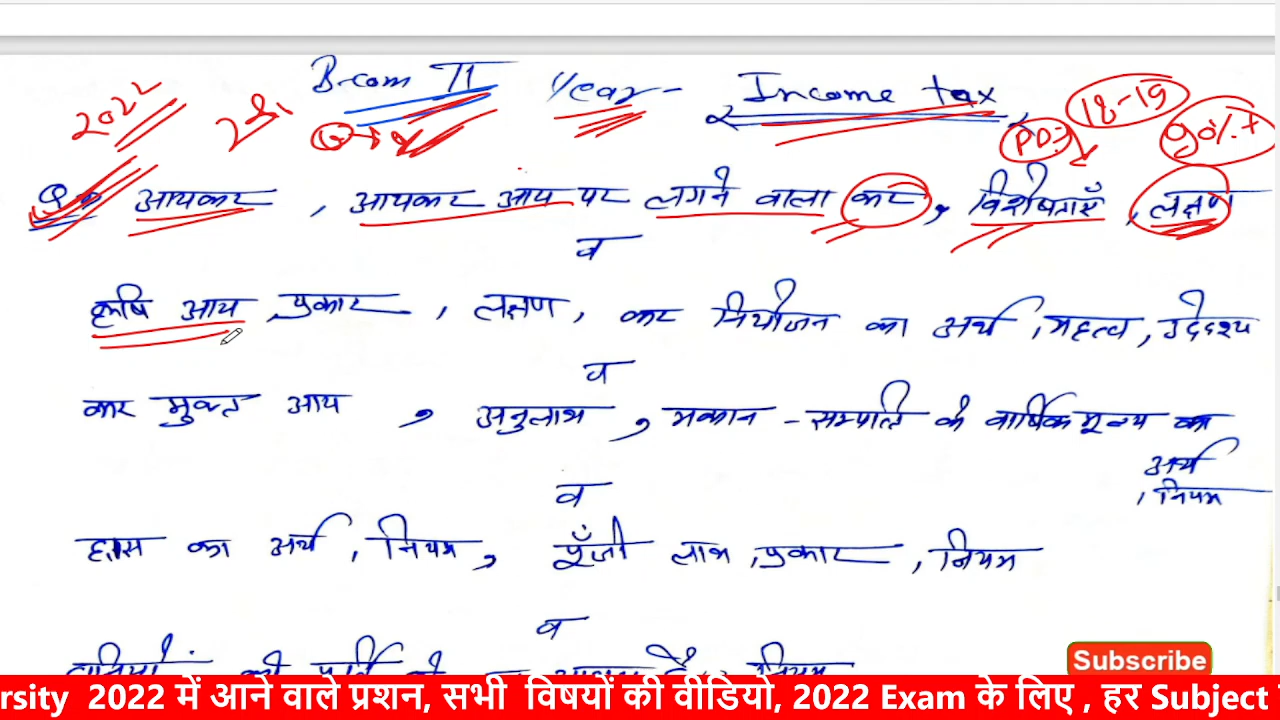 B.com II Year - Income tax
2022
18-19
90%+
आयकर, आयकर आय पर लगने वाला कर, विशेषताएँ, लक्षण
व
कृषि आय प्रकार, लक्षण, कर नियोजन का अर्थ, महत्व, उद्देश्य
व
कर मुक्त आय, अनुलाभ, मकान - सम्पत्ति के वार्षिक मूल्य का
अर्थ
, नियम
व
ह्रास का अर्थ, नियम, पूँजी लाभ, प्रकार, नियम
व
नियम
Subscribe
rsity 2022 में आने वाले प्रशन, सभी विषयों की वीडियो, 2022 Exam के लिए , हर Subject